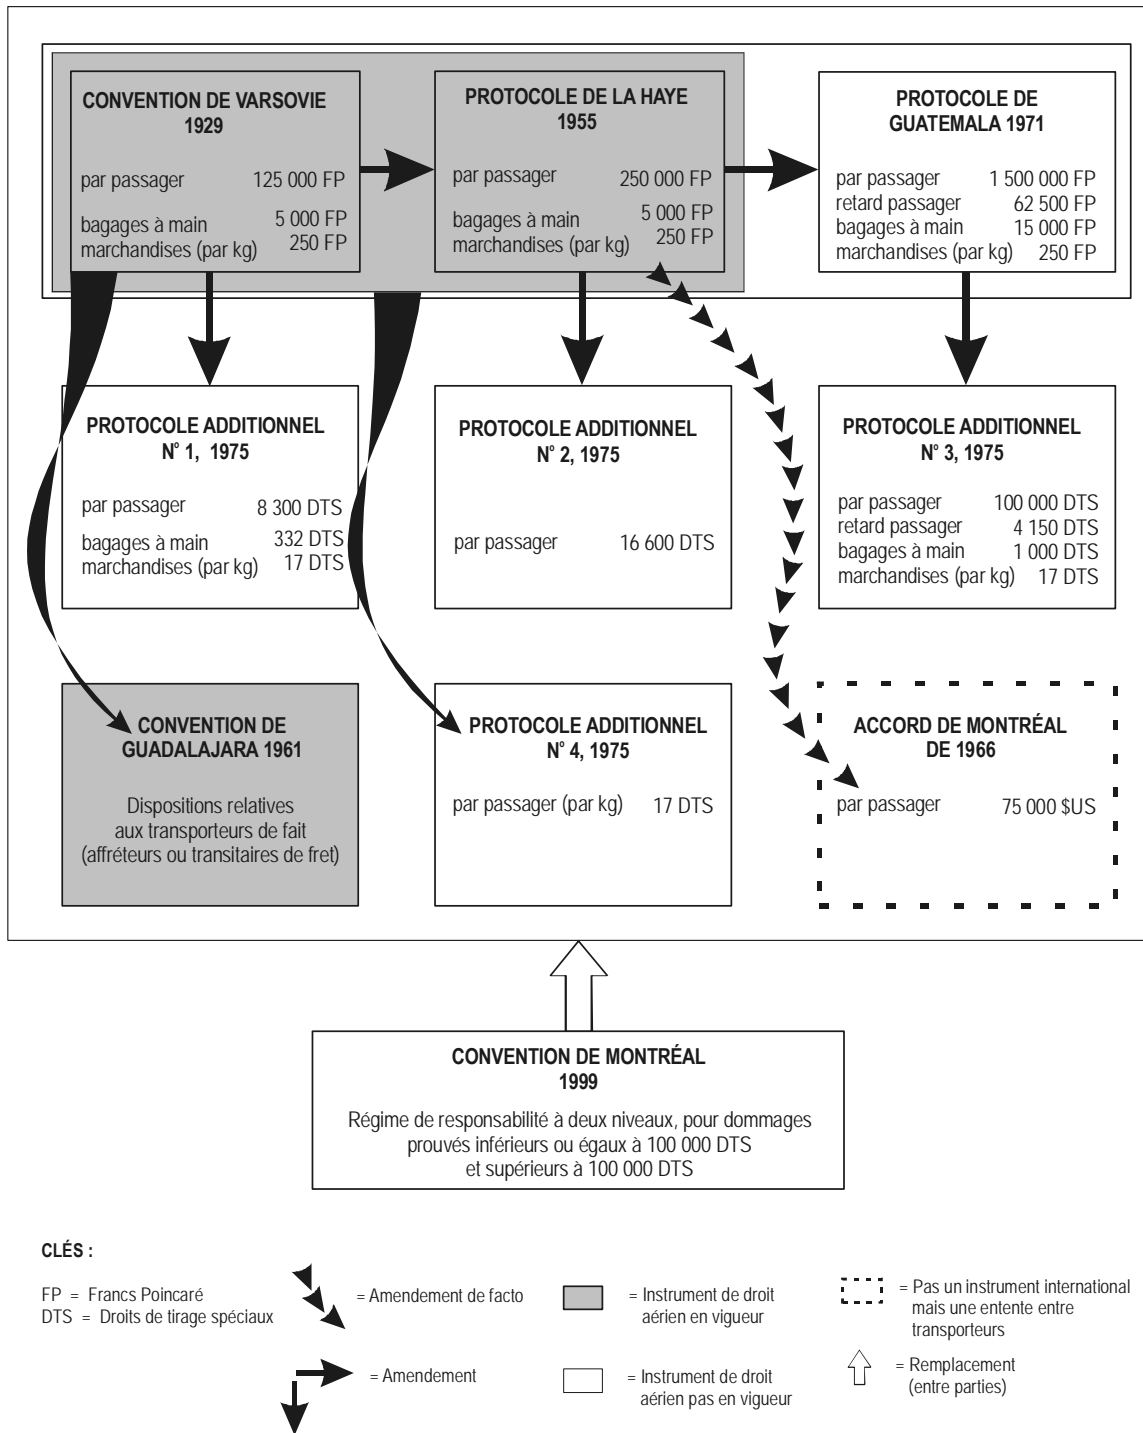 CONVENTION DE VARSOVIE
1929
par passager 125 000 FP
bagages à main 5 000 FP
marchandises (par kg) 250 FP
PROTOCOLE DE LA HAYE
1955
par passager 250 000 FP
bagages à main 5 000 FP
marchandises (par kg) 250 FP
PROTOCOLE DE
GUATEMALA 1971
par passager 1 500 000 FP
retard passager 62 500 FP
bagages à main 15 000 FP
marchandises (par kg) 250 FP
PROTOCOLE ADDITIONNEL
N° 1, 1975
par passager 8 300 DTS
bagages à main 332 DTS
marchandises (par kg) 17 DTS
PROTOCOLE ADDITIONNEL
N° 2, 1975
par passager 16 600 DTS
PROTOCOLE ADDITIONNEL
N° 3, 1975
par passager 100 000 DTS
retard passager 4 150 DTS
bagages à main 1 000 DTS
marchandises (par kg) 17 DTS
CONVENTION DE
GUADALAJARA 1961
Dispositions relatives
aux transporteurs de fait
(affréteurs ou transitaires de fret)
PROTOCOLE ADDITIONNEL
N° 4, 1975
par passager (par kg) 17 DTS
ACCORD DE MONTRÉAL
DE 1966
par passager 75 000 $US
CONVENTION DE MONTRÉAL
1999
Régime de responsabilité à deux niveaux, pour dommages
prouvés inférieurs ou égaux à 100 000 DTS
et supérieurs à 100 000 DTS
CLÉS :
FP = Francs Poincaré
DTS = Droits de tirage spéciaux
= Amendement de facto
= Amendement
= Instrument de droit
aérien en vigueur
= Instrument de droit
aérien pas en vigueur
= Pas un instrument international
mais une entente entre
transporteurs
= Remplacement
(entre parties)